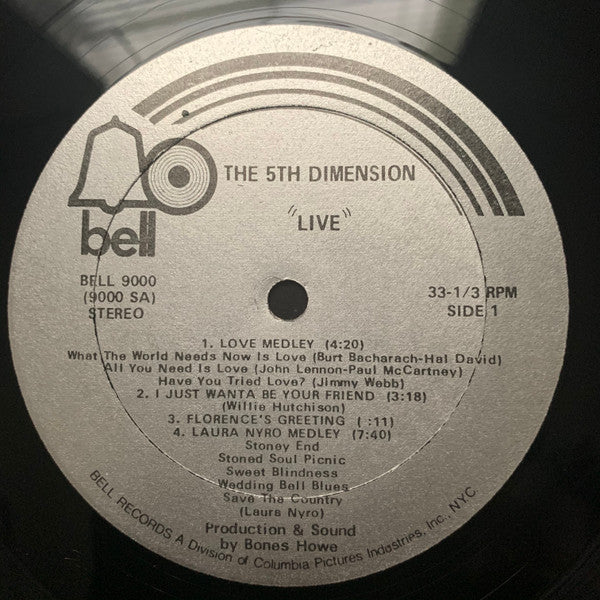 bell
THE 5TH DIMENSION
"LIVE"
BELL 9000
(9000 SA)
STEREO
33-1/3 RPM
SIDE 1
1. LOVE MEDLEY (4:20)
What The World Needs Now Is Love (Burt Bacharach-Hal David)
All You Need Is Love (John Lennon-Paul McCartney)
Have You Tried Love? (Jimmy Webb)
2. I JUST WANTA BE YOUR FRIEND (3:18)
(Willie Hutchison)
3. FLORENCE'S GREETING ( :11)
4. LAURA NYRO MEDLEY (7:40)
Stoney End
Stoned Soul Picnic
Sweet Blindness
Wedding Bell Blues
Save The Country
(Laura Nyro)
Production & Sound
by Bones Howe
BELL RECORDS A Division of Columbia Pictures Industries, Inc., NYC